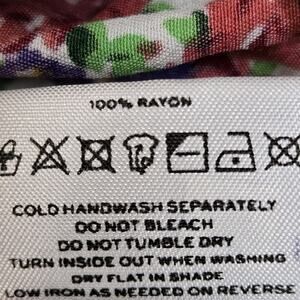 100% RAYON
COLD HANDWASH SEPARATELY
DO NOT BLEACH
DO NOT TUMBLE DRY
TURN INSIDE OUT WHEN WASHING
DRY FLAT IN SHADE
LOW IRON AS NEEDED ON REVERSE